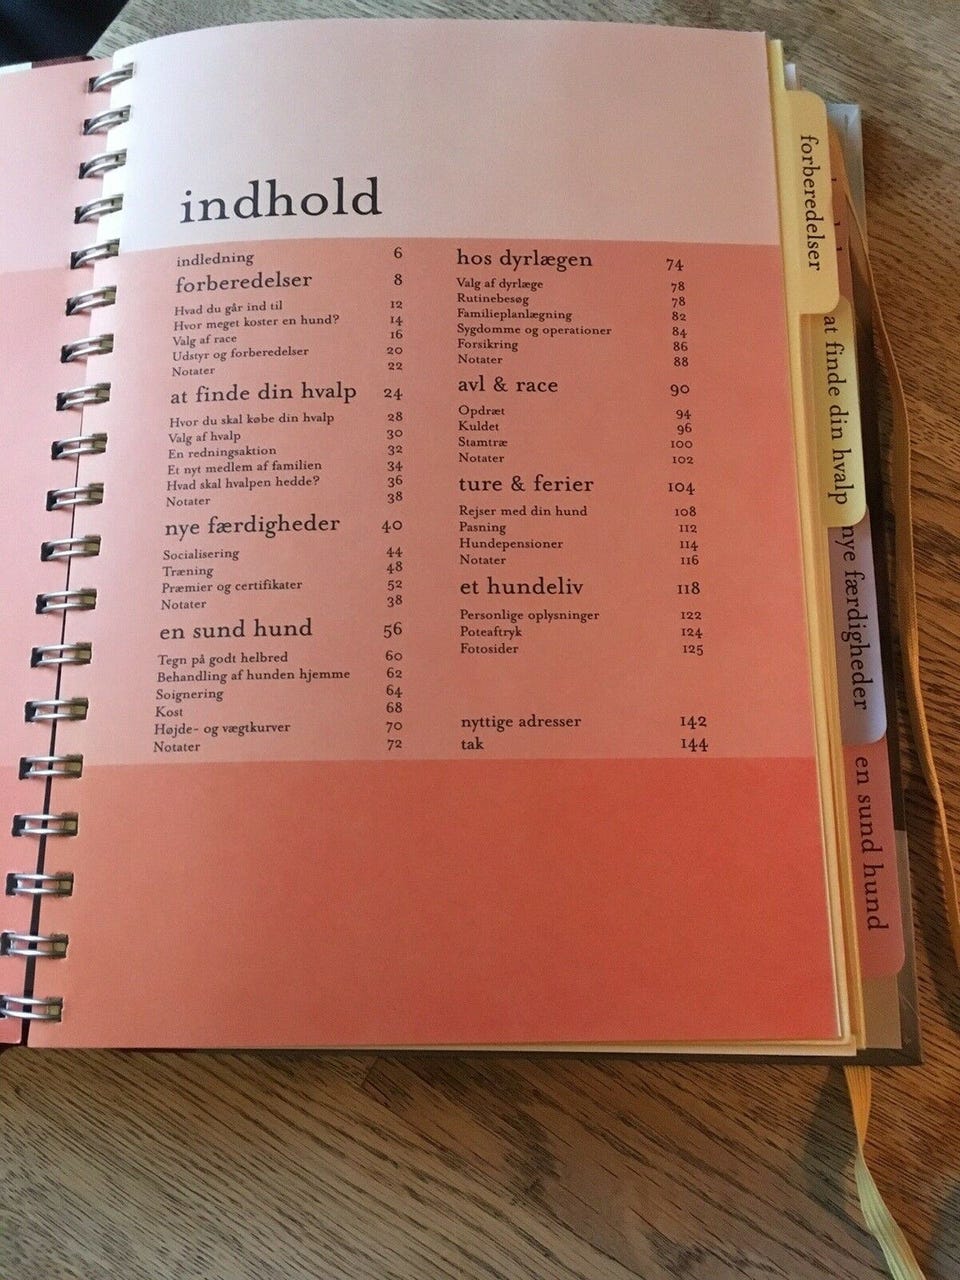 indhold
indledning 6
forberedelser 8
Hvad du går ind til 12
Hvor meget koster en hund? 14
Valg af race 16
Udstyr og forberedelser 20
Notater 22
at finde din hvalp 24
Hvor du skal købe din hvalp 28
Valg af hvalp 30
En redningsaktion 32
Et nyt medlem af familien 34
Hvad skal hvalpen hedde? 36
Notater 38
nye færdigheder 40
Socialisering 44
Træning 48
Præmier og certifikater 52
Notater 38
en sund hund 56
Tegn på godt helbred 60
Behandling af hunden hjemme 62
Soignering 64
Kost 68
Højde- og vægtkurver 70
Notater 72
hos dyrlægen 74
Valg af dyrlæge 78
Rutinebesøg 78
Familieplanlægning 82
Sygdomme og operationer 84
Forsikring 86
Notater 88
avl & race 90
Opdræt 94
Kuldet 96
Stamtræ 100
Notater 102
ture & ferier 104
Rejser med din hund 108
Pasning 112
Hundepensioner 114
Notater 116
et hundeliv 118
Personlige oplysninger 122
Poteaftryk 124
Fotosider 125
nyttige adresser 142
tak 144
forberedelser
at finde din hvalp
nye færdigheder
en sund hund